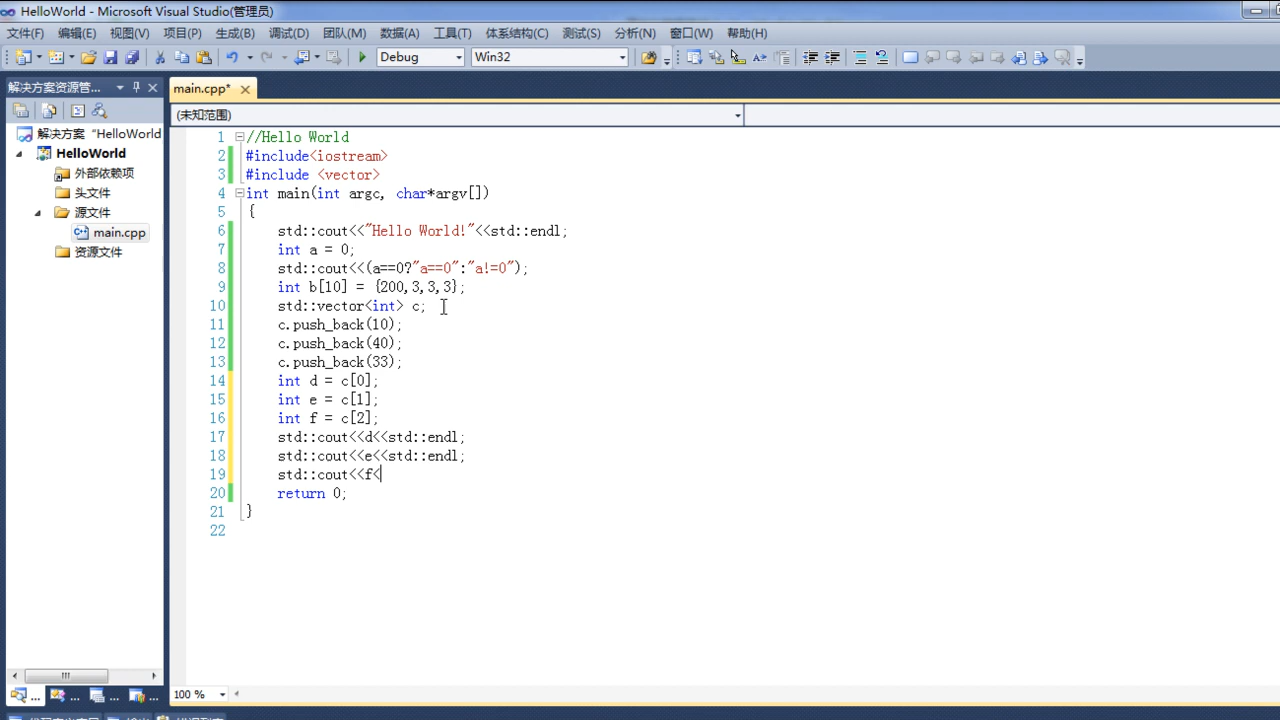 HelloWorld - Microsoft Visual Studio(管理员)
文件(F) 编辑(E) 视图(V) 项目(P) 生成(B) 调试(D) 团队(M) 数据(A) 工具(T) 体系结构(C) 测试(S) 分析(N) 窗口(W) 帮助(H)
Debug Win32
解决方案资源管...
main.cpp*
(未知范围)
解决方案 "HelloWorld
HelloWorld
外部依赖项
头文件
源文件
main.cpp
资源文件
1 //Hello World
2 #include<iostream>
3 #include <vector>
4 int main(int argc, char*argv[])
5 {
6 std::cout<<"Hello World!"<<std::endl;
7 int a = 0;
8 std::cout<<(a==0?"a==0":"a!=0");
9 int b[10] = {200,3,3,3};
10 std::vector<int> c;
11 c.push_back(10);
12 c.push_back(40);
13 c.push_back(33);
14 int d = c[0];
15 int e = c[1];
16 int f = c[2];
17 std::cout<<d<<std::endl;
18 std::cout<<e<<std::endl;
19 std::cout<<f<
20 return 0;
21 }
22
100 %